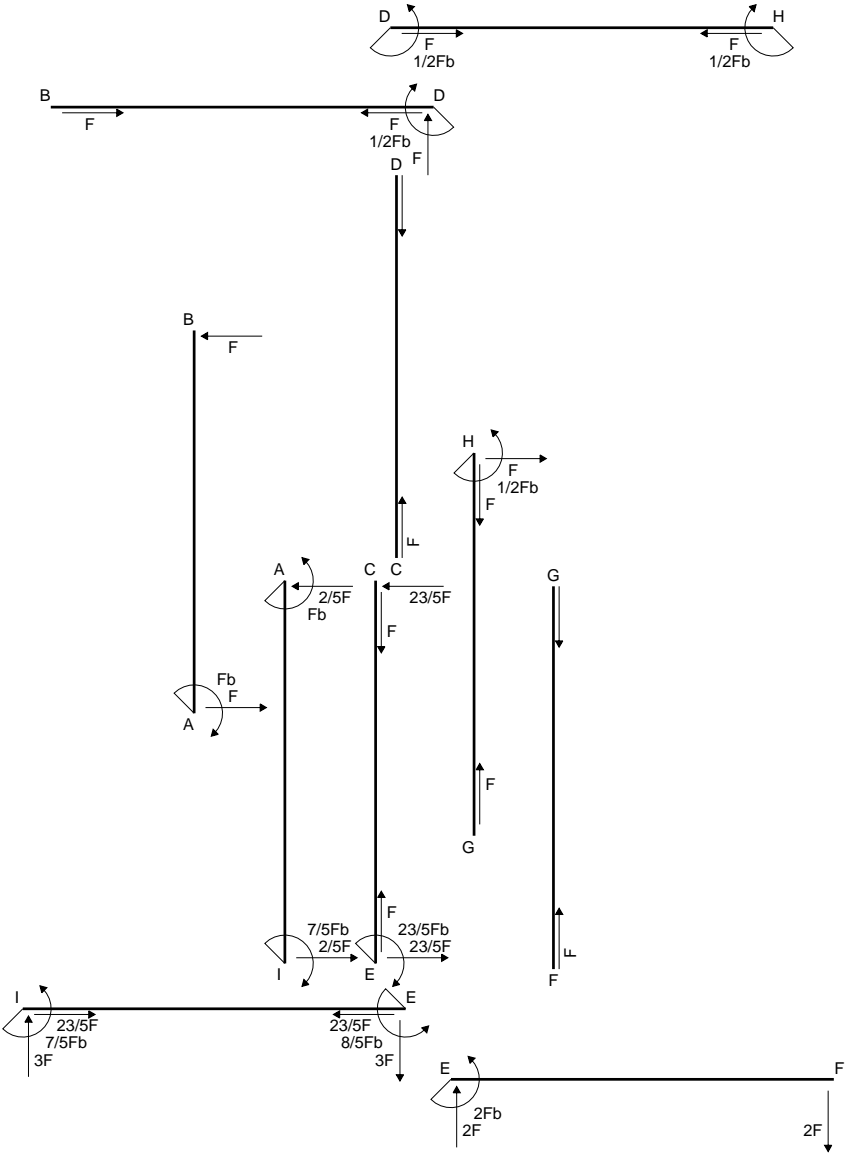 D H
F F
1/2Fb 1/2Fb
B D
F F
1/2Fb
F
D
B
F
H
F
1/2Fb
F
F
A C C G
2/5F 23/5F
Fb
F
Fb
F
A
F
G
F
7/5Fb 23/5Fb
2/5F 23/5F
F
I E F
I E
23/5F 23/5F
7/5Fb 8/5Fb
3F 3F
E F
2Fb
2F 2F